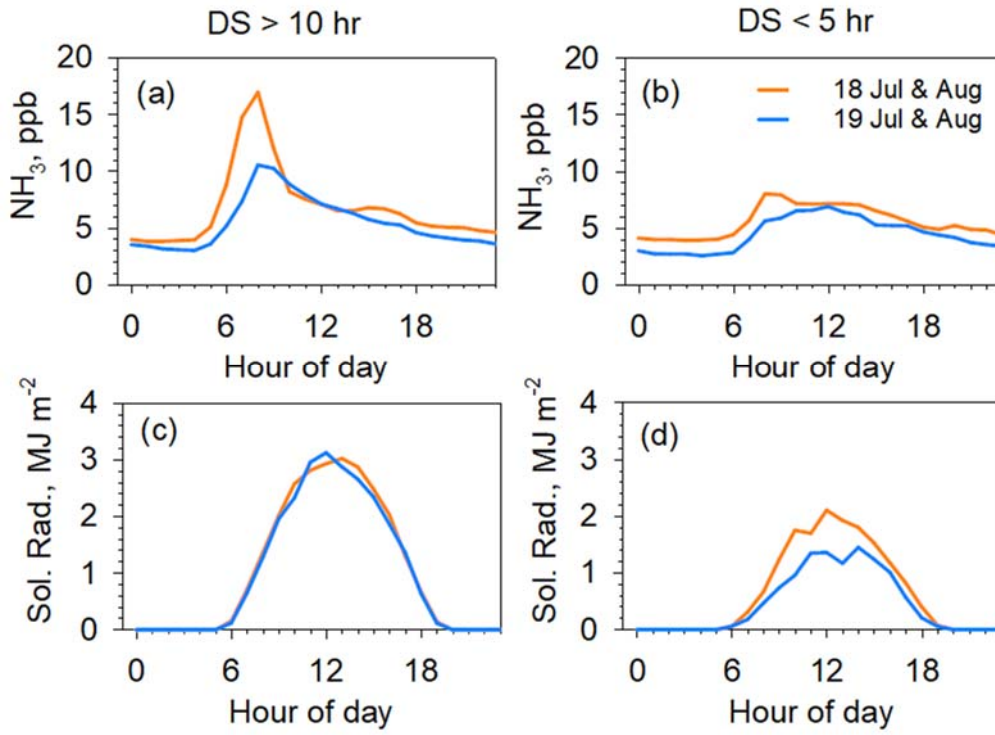 DS > 10 hr
DS < 5 hr
20
15
10
5
0
NH₃, ppb
(a)
0 6 12 18
Hour of day
20
15
10
5
0
NH₃, ppb
(b)
18 Jul & Aug
19 Jul & Aug
0 6 12 18
Hour of day
4
3
2
1
0
Sol. Rad., MJ m⁻²
(c)
0 6 12 18
Hour of day
4
3
2
1
0
Sol. Rad., MJ m⁻²
(d)
0 6 12 18
Hour of day